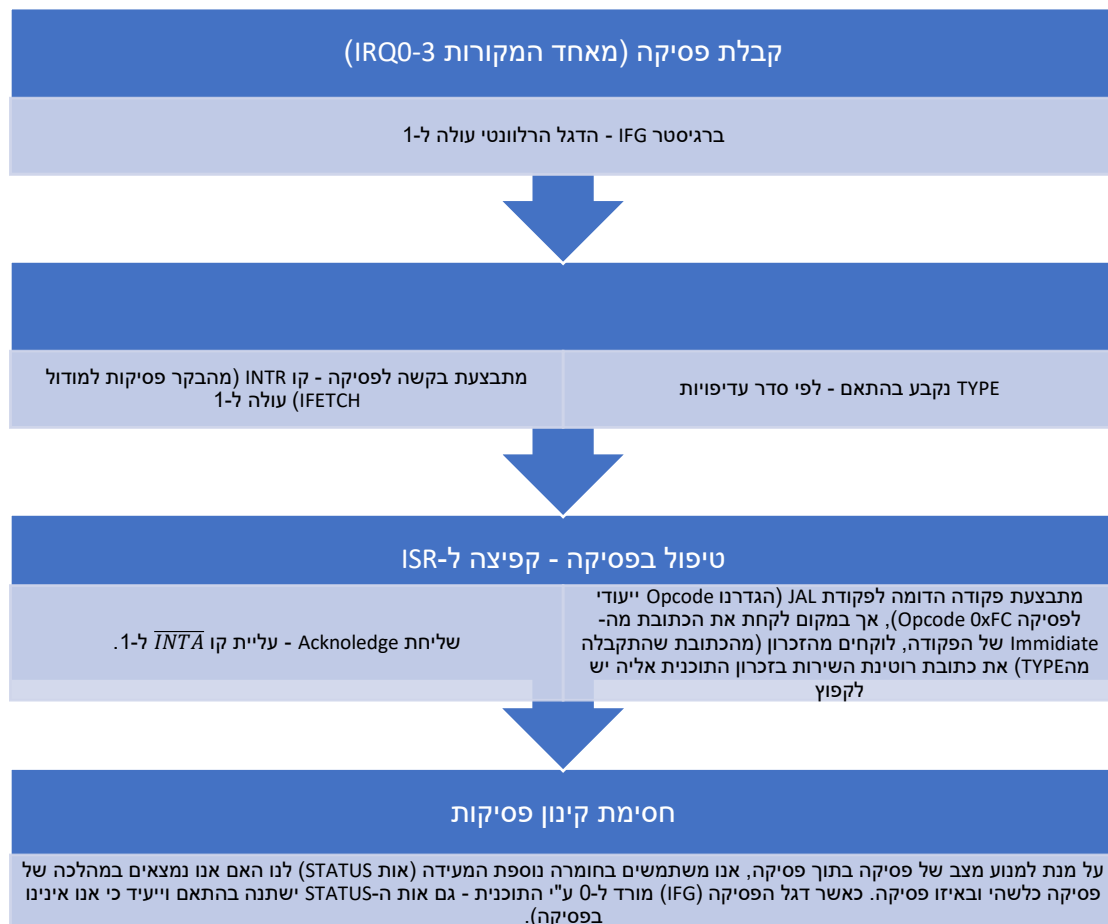 קבלת פסיקה (מאחד המקורות IRQ0-3)
ברגיסטר IFG - הדגל הרלוונטי עולה ל-1
TYPE נקבע בהתאם - לפי סדר עדיפויות
מתבצעת בקשה לפסיקה - קו INTR (מהבקר פסיקות למודול
IFETCH) עולה ל-1
טיפול בפסיקה - קפיצה ל-ISR
מתבצעת פקודה הדומה לפקודת JAL (הגדרנו Opcode ייעודי
לפסיקה Opcode 0xFC), אך במקום לקחת את הכתובת מה-
Immidiate של הפקודה, לוקחים מהזכרון (מהכתובת שהתקבלה
מהTYPE) את כתובת רוטינת השירות בזכרון התוכנית אליה יש
לקפוץ
שליחת Acknoledge - עליית קו $\overline{INTA}$ ל-1.
חסימת קינון פסיקות
על מנת למנוע מצב של פסיקה בתוך פסיקה, אנו משתמשים בחומרה נוספת המעידה (אות STATUS) לנו האם אנו נמצאים במהלכה של
פסיקה כלשהי ובאיזו פסיקה. כאשר דגל הפסיקה (IFG) מורד ל-0 ע"י התוכנית - גם אות ה-STATUS ישתנה בהתאם וייעיד כי אנו איננו
בפסיקה).